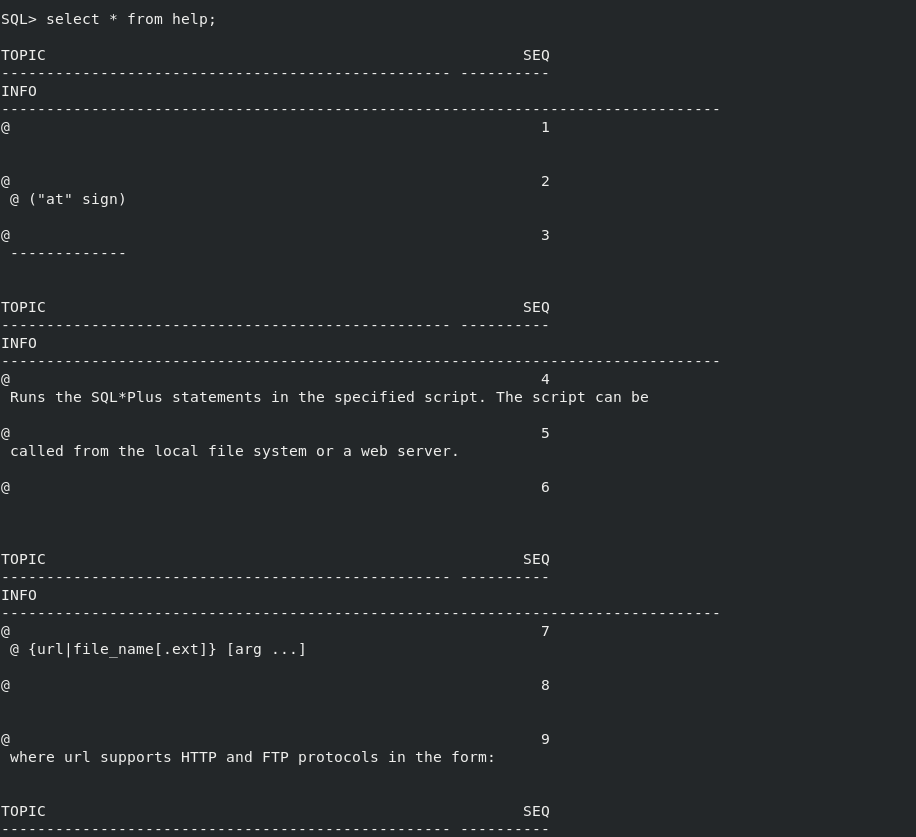 SQL> select * from help;
TOPIC                                                     SEQ
-------------------------------------------------- ----------
INFO
--------------------------------------------------------------------------------
@                                                           1
@                                                           2
 @ ("at" sign)
@                                                           3
 -------------
TOPIC                                                     SEQ
-------------------------------------------------- ----------
INFO
--------------------------------------------------------------------------------
@                                                           4
 Runs the SQL*Plus statements in the specified script. The script can be
@                                                           5
 called from the local file system or a web server.
@                                                           6
TOPIC                                                     SEQ
-------------------------------------------------- ----------
INFO
--------------------------------------------------------------------------------
@                                                           7
 @ {url|file_name[.ext]} [arg ...]
@                                                           8
@                                                           9
 where url supports HTTP and FTP protocols in the form:
TOPIC                                                     SEQ
-------------------------------------------------- ----------